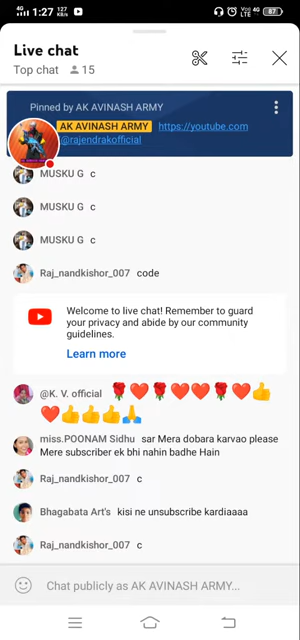 1:27 127 KB/s Vo) 4G LTE 87
Live chat
Top chat 15
Pinned by AK AVINASH ARMY
AK AVINASH ARMY https://youtube.com
@rajendrakofficial
MUSKU G c
MUSKU G c
MUSKU G c
Raj_nandkishor_007 code
Welcome to live chat! Remember to guard
your privacy and abide by our community
guidelines.
Learn more
@K. V. official 🌹❤️🌹❤️❤️🌹❤️👍
❤️👍👍👍🙏
miss.POONAM Sidhu sar Mera dobara karvao please
Mere subscriber ek bhi nahin badhe Hain
Raj_nandkishor_007 c
Bhagabata Art's kisi ne unsubscribe kardiaaaa
Raj_nandkishor_007 c
Chat publicly as AK AVINASH ARMY...